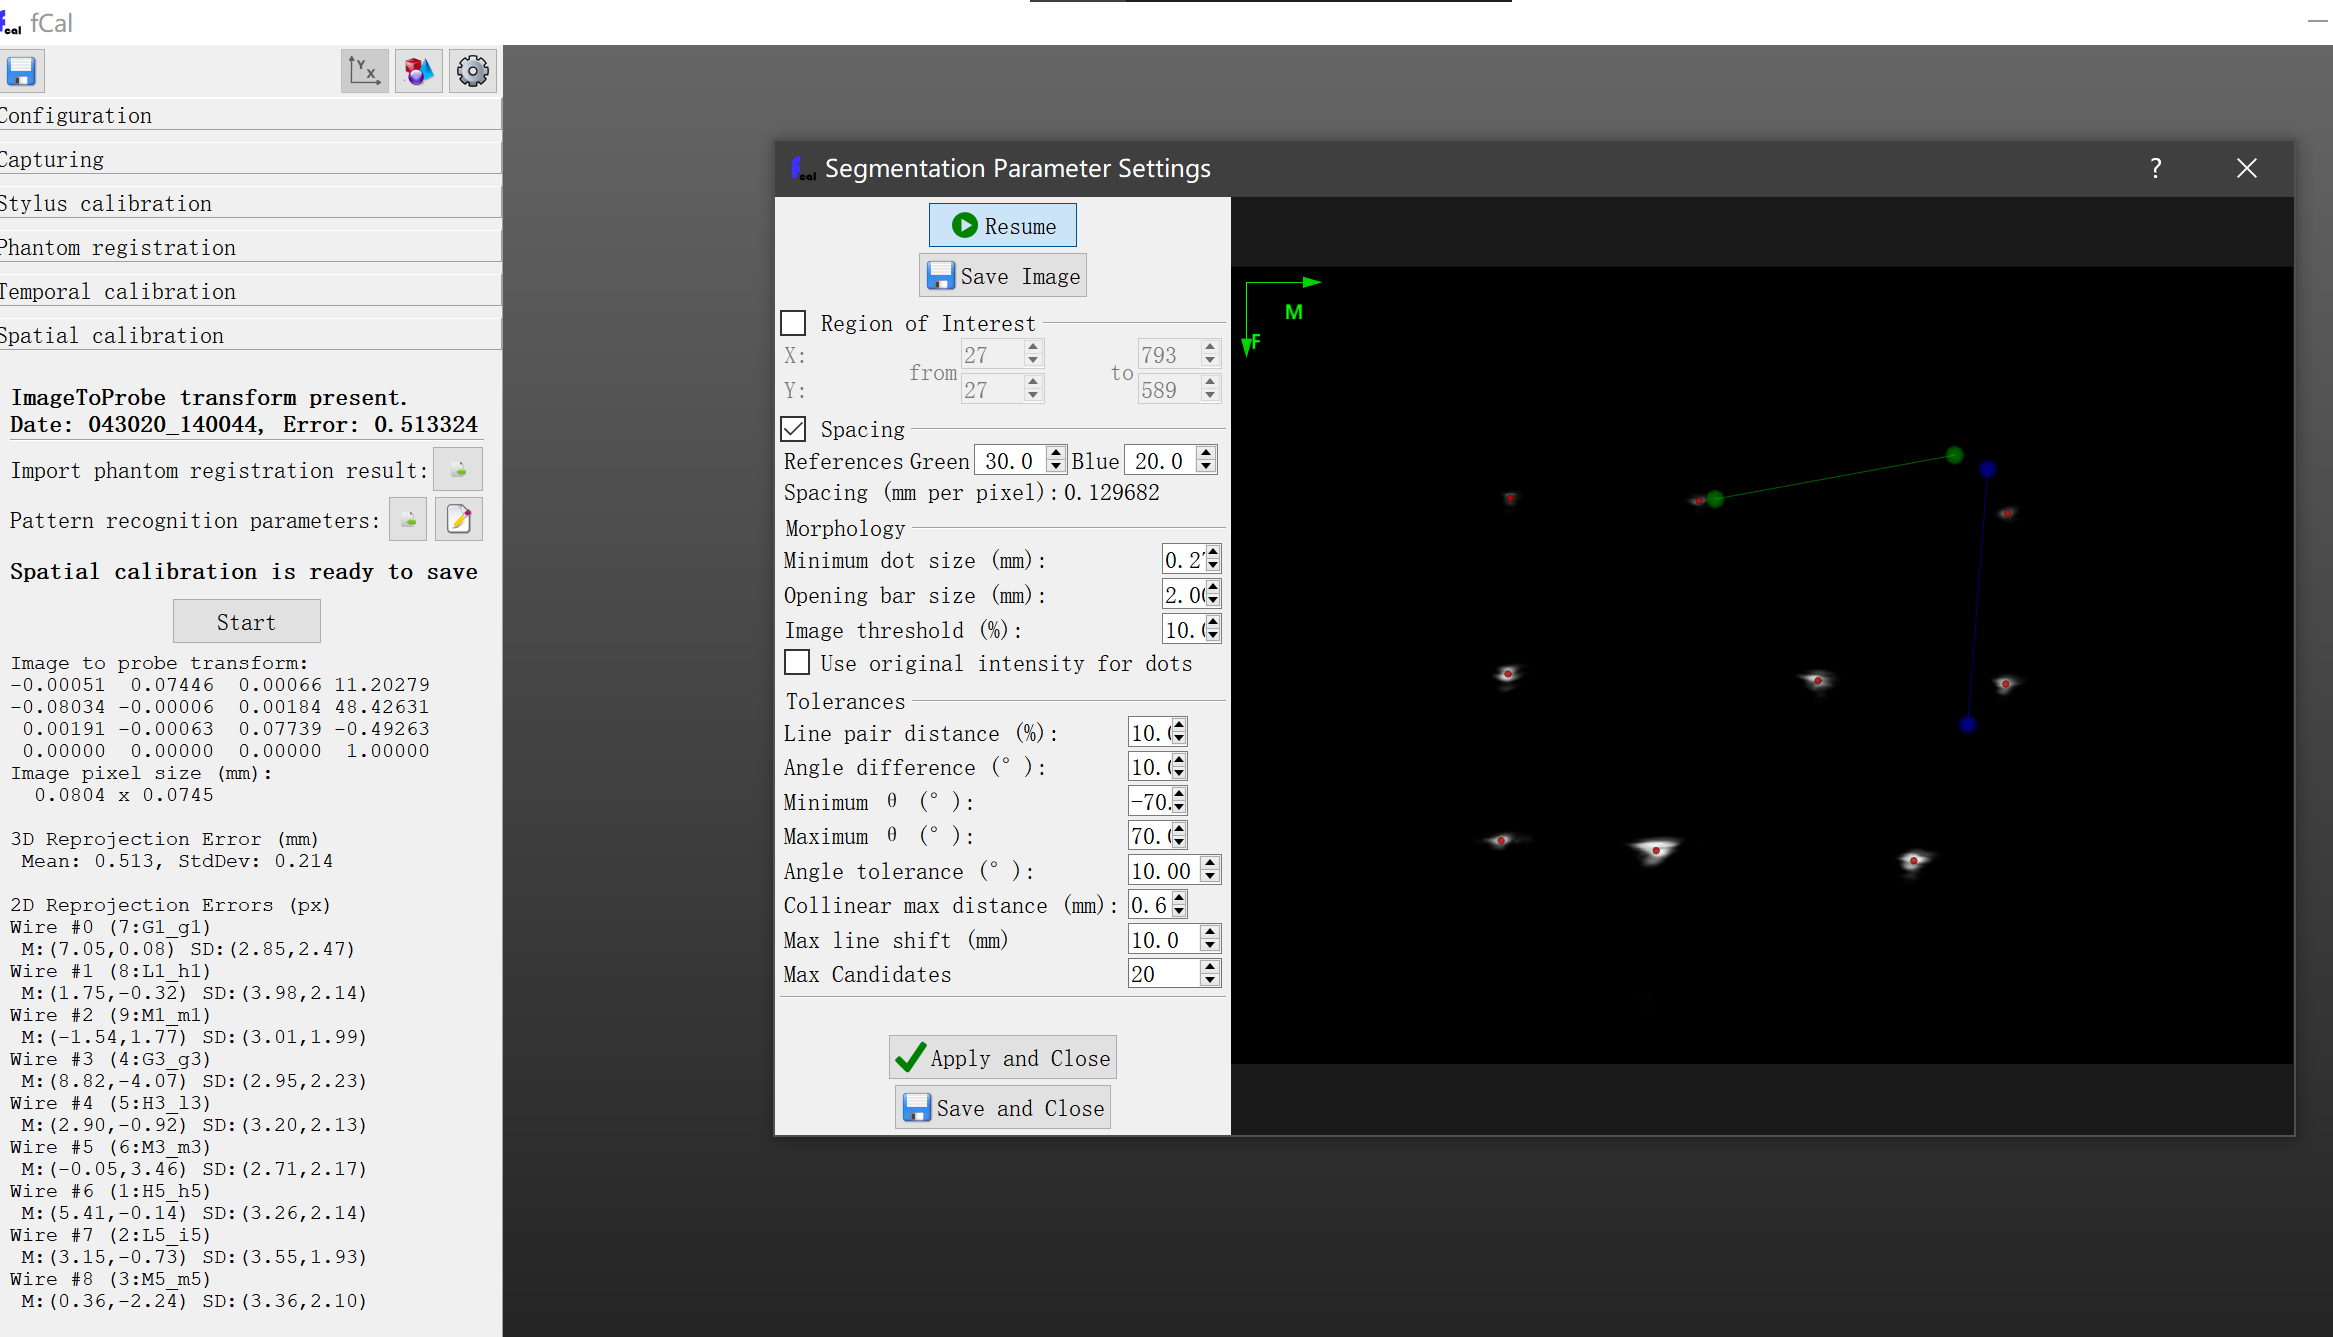 fCal
Configuration
Capturing
Stylus calibration
Phantom registration
Temporal calibration
Spatial calibration
ImageToProbe transform present.
Date: 043020_140044, Error: 0.513324
Import phantom registration result:
Pattern recognition parameters:
Spatial calibration is ready to save
Start
Image to probe transform:
-0.00051 0.07446 0.00066 11.20279
-0.08034 -0.00006 0.00184 48.42631
0.00191 -0.00063 0.07739 -0.49263
0.00000 0.00000 0.00000 1.00000
Image pixel size (mm):
0.0804 x 0.0745
3D Reprojection Error (mm)
Mean: 0.513, StdDev: 0.214
2D Reprojection Errors (px)
Wire #0 (7:G1_g1)
M:(7.05,0.08) SD:(2.85,2.47)
Wire #1 (8:L1_h1)
M:(1.75,-0.32) SD:(3.98,2.14)
Wire #2 (9:M1_m1)
M:(-1.54,1.77) SD:(3.01,1.99)
Wire #3 (4:G3_g3)
M:(8.82,-4.07) SD:(2.95,2.23)
Wire #4 (5:H3_l3)
M:(2.90,-0.92) SD:(3.20,2.13)
Wire #5 (6:M3_m3)
M:(-0.05,3.46) SD:(2.71,2.17)
Wire #6 (1:H5_h5)
M:(5.41,-0.14) SD:(3.26,2.14)
Wire #7 (2:L5_i5)
M:(3.15,-0.73) SD:(3.55,1.93)
Wire #8 (3:M5_m5)
M:(0.36,-2.24) SD:(3.36,2.10)
Segmentation Parameter Settings
Resume
Save Image
Region of Interest
X: from 27 to 793
Y: 27 589
Spacing
References Green 30.0 Blue 20.0
Spacing (mm per pixel): 0.129682
Morphology
Minimum dot size (mm): 0.2
Opening bar size (mm): 2.0
Image threshold (%): 10.
Use original intensity for dots
Tolerances
Line pair distance (%): 10.
Angle difference (°): 10.
Minimum θ (°): -70.
Maximum θ (°): 70.
Angle tolerance (°): 10.00
Collinear max distance (mm): 0.6
Max line shift (mm) 10.0
Max Candidates 20
Apply and Close
Save and Close
M
F